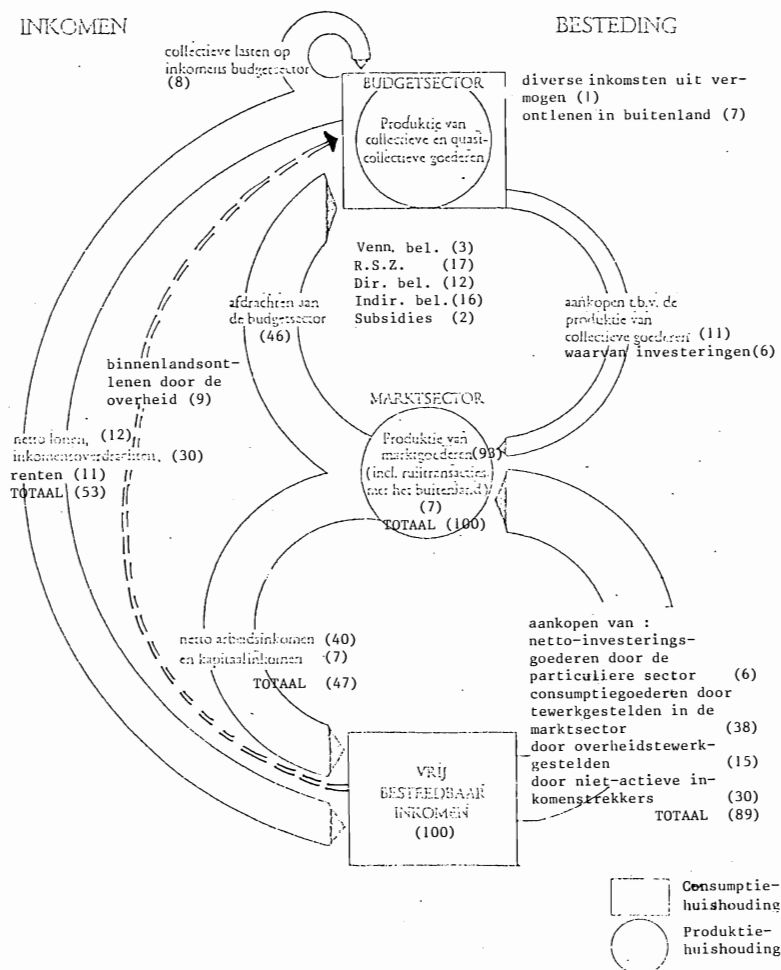 INKOMEN
BESTEDING
collectieve lasten op
inkomens budgetsector
(8)
BUDGETSECTOR
Produktie van
collectieve en quasi-
collectieve goederen
diverse inkomsten uit ver-
mogen (1)
ontlenen in buitenland (7)
Venn. bel. (3)
R.S.Z. (17)
Dir. bel. (12)
Indir. bel.(16)
Subsidies (2)
afdrachten aan
de budgetsector
(46)
aankopen t.b.v. de
produktie van
collectieve goederen (11)
waarvan investeringen(6)
binnenlandsont-
lenen door de
overheid (9)
MARKTSECTOR
Produktie van
marktgoederen(93)
(incl. ruiltransacties
met het buitenland)
(7)
TOTAAL (100)
netto lonen, (12)
inkomensoverdrachten, (30)
renten (11)
TOTAAL (53)
netto arbeidsinkomen (40)
en kapitaalinkomen (7)
TOTAAL (47)
aankopen van :
netto-investerings-
goederen door de
particuliere sector (6)
consumptiegoederen door
tewerkgestelden in de
marktsector (38)
door overheidstewerk-
gestelden (15)
door niet-actieve in-
komenstrekkers (30)
TOTAAL (89)
VRIJ
BESTEEDBAAR
INKOMEN
(100)
Consumptie-
huishouding
Produktie-
huishouding